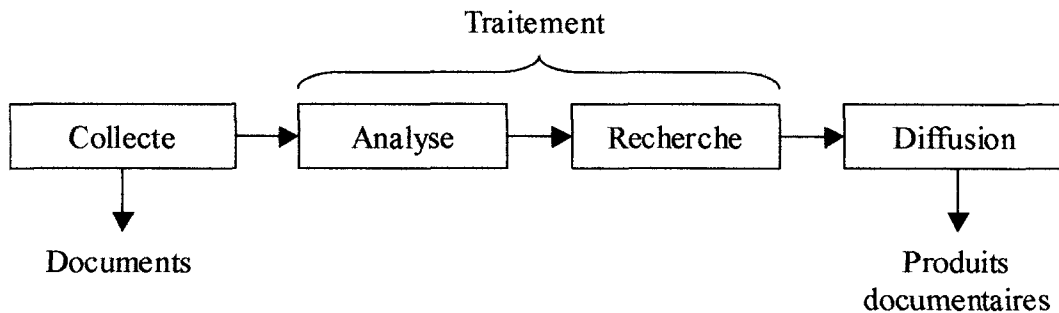 Traitement
Collecte
Analyse
Recherche
Diffusion
Documents
Produits
documentaires